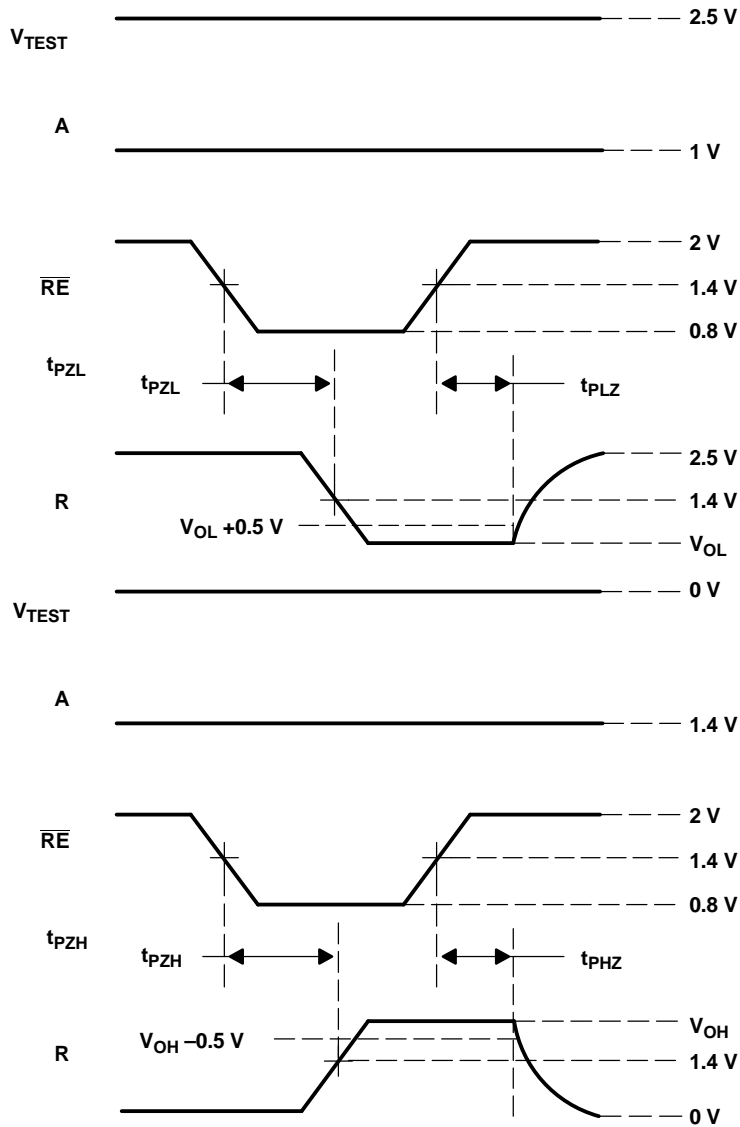 2.5 V
V_TEST
A
1 V
2 V
R̅E̅
1.4 V
0.8 V
t_PZL
t_PZL
t_PLZ
2.5 V
R
1.4 V
V_OL +0.5 V
V_OL
0 V
V_TEST
A
1.4 V
2 V
R̅E̅
1.4 V
0.8 V
t_PZH
t_PZH
t_PHZ
V_OH
V_OH –0.5 V
R
1.4 V
0 V